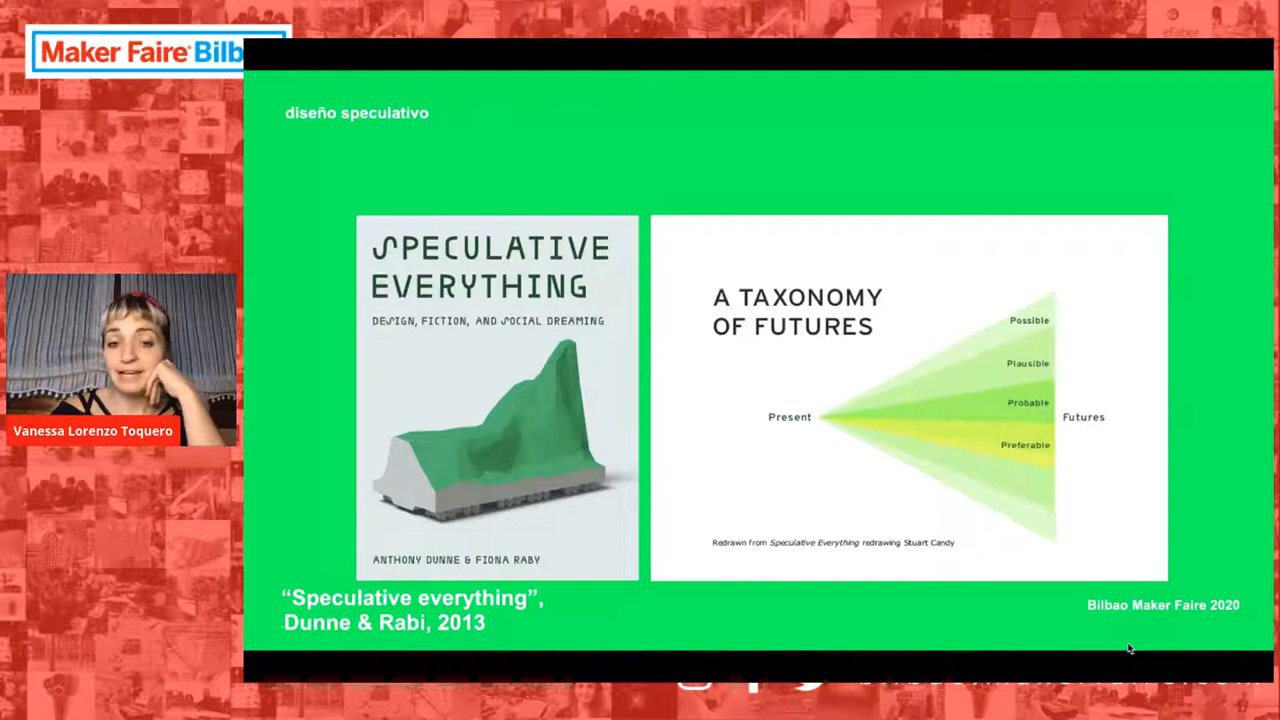 Maker Faire Bilb
eFaber
diseño speculativo
SPECULATIVE
EVERYTHING
DESIGN, FICTION, AND SOCIAL DREAMING
ANTHONY DUNNE & FIONA RABY
A TAXONOMY
OF FUTURES
Possible
Plausible
Probable
Preferable
Present
Futures
Redrawn from Speculative Everything redrawing Stuart Candy
Vanessa Lorenzo Toquero
“Speculative everything”,
Dunne & Rabi, 2013
Bilbao Maker Faire 2020